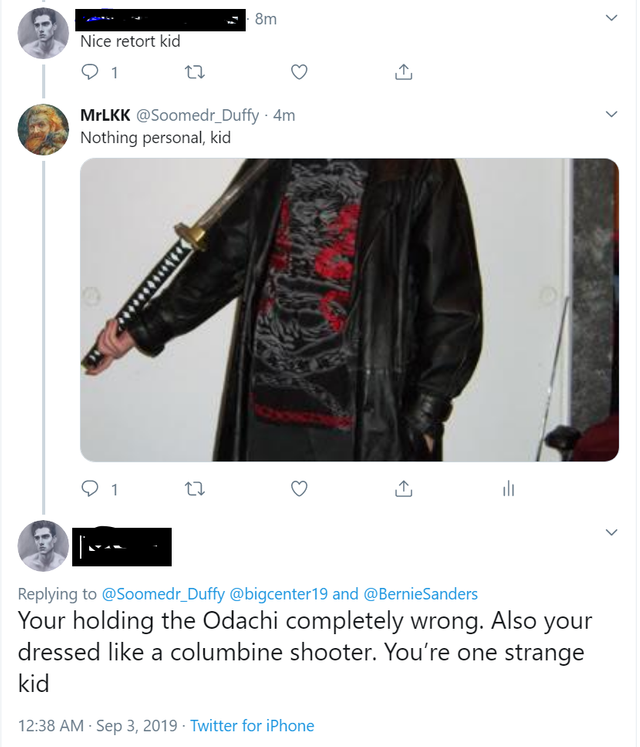 · 8m
Nice retort kid
1
MrLKK @Soomedr_Duffy · 4m
Nothing personal, kid
1
Replying to @Soomedr_Duffy @bigcenter19 and @BernieSanders
Your holding the Odachi completely wrong. Also your
dressed like a columbine shooter. You’re one strange
kid
12:38 AM · Sep 3, 2019 · Twitter for iPhone